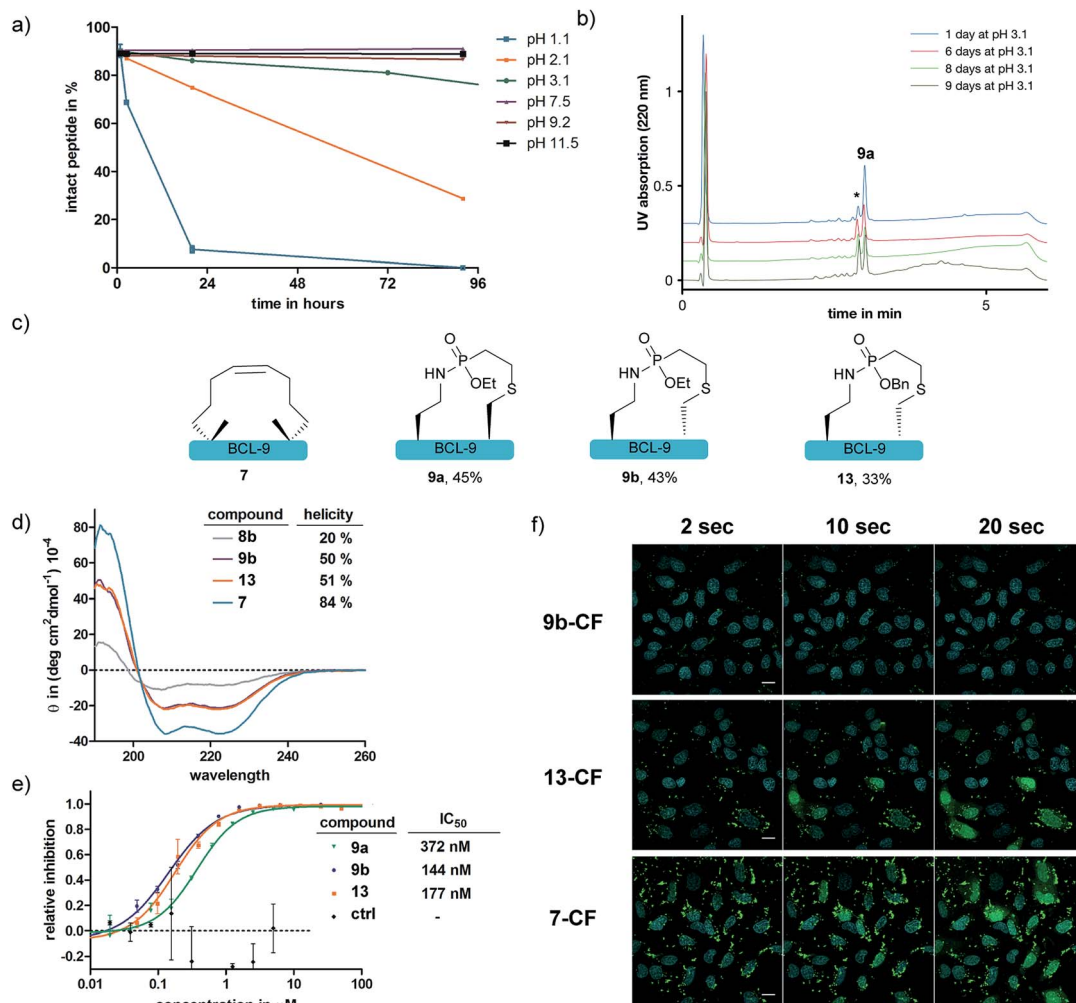 a)
100
80
60
40
20
0
intact peptide in %
0 24 48 72 96
time in hours
pH 1.1
pH 2.1
pH 3.1
pH 7.5
pH 9.2
pH 11.5
b)
1 day at pH 3.1
6 days at pH 3.1
8 days at pH 3.1
9 days at pH 3.1
UV absorption (220 nm)
1
0.5
0
9a
*
0 5
time in min
c)
BCL-9
7
O
HN P
OEt
S
BCL-9
9a, 45%
O
HN P
OEt
S
BCL-9
9b, 43%
O
HN P
OBn
S
BCL-9
13, 33%
d)
θ in (deg cm2dmol-1) 10-4
80
60
40
20
0
-20
-40
200 220 240 260
wavelength
compound helicity
8b 20 %
9b 50 %
13 51 %
7 84 %
e)
relative inhibition
1.0
0.8
0.6
0.4
0.2
0.0
-0.2
0.01 0.1 1 10 100
compound IC50
9a 372 nM
9b 144 nM
13 177 nM
ctrl -
f)
2 sec 10 sec 20 sec
9b-CF
13-CF
7-CF